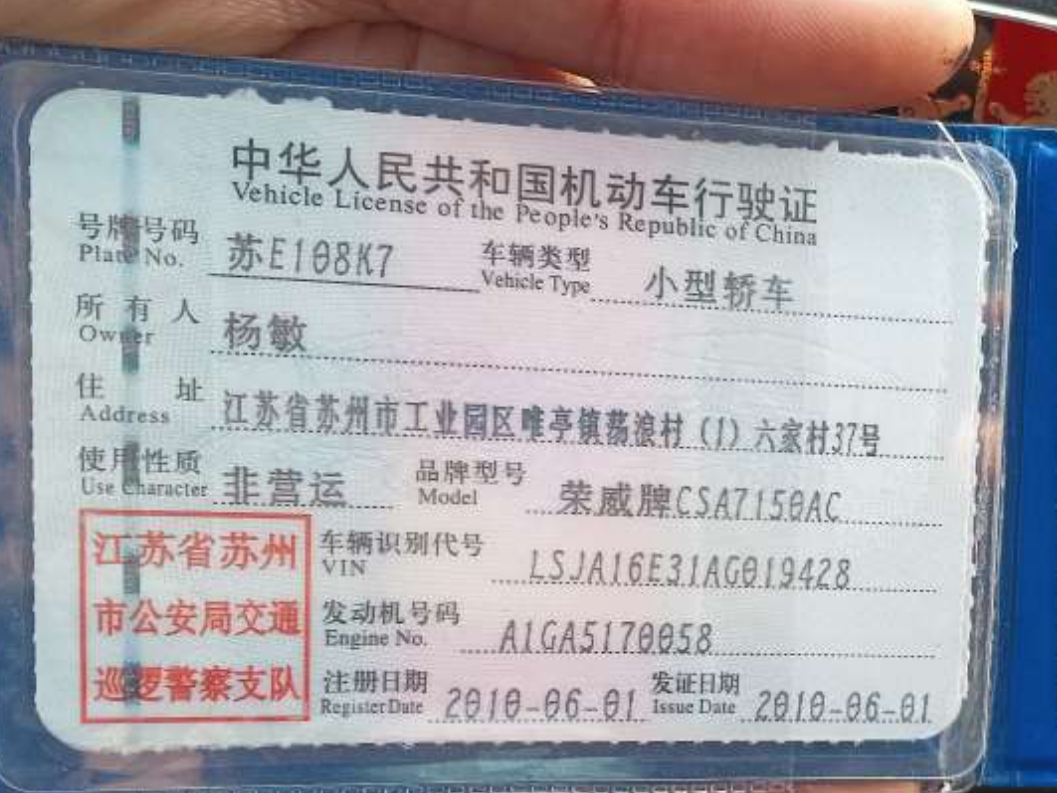 中华人民共和国机动车行驶证
Vehicle License of the People's Republic of China
号牌号码 苏E108K7 车辆类型 小型轿车
Plate No. Vehicle Type
所有人 杨敏
Owner
住址 江苏省苏州市工业园区唯亭镇荡浪村（1）六家村37号
Address
使用性质 非营运 品牌型号 荣威牌CSA7150AC
Use Character Model
江苏省苏州
市公安局交通
巡逻警察支队
车辆识别代号 LSJA16E31AG019428
VIN
发动机号码 A1GA5170058
Engine No.
注册日期 2010-06-01 发证日期 2010-06-01
Register Date Issue Date